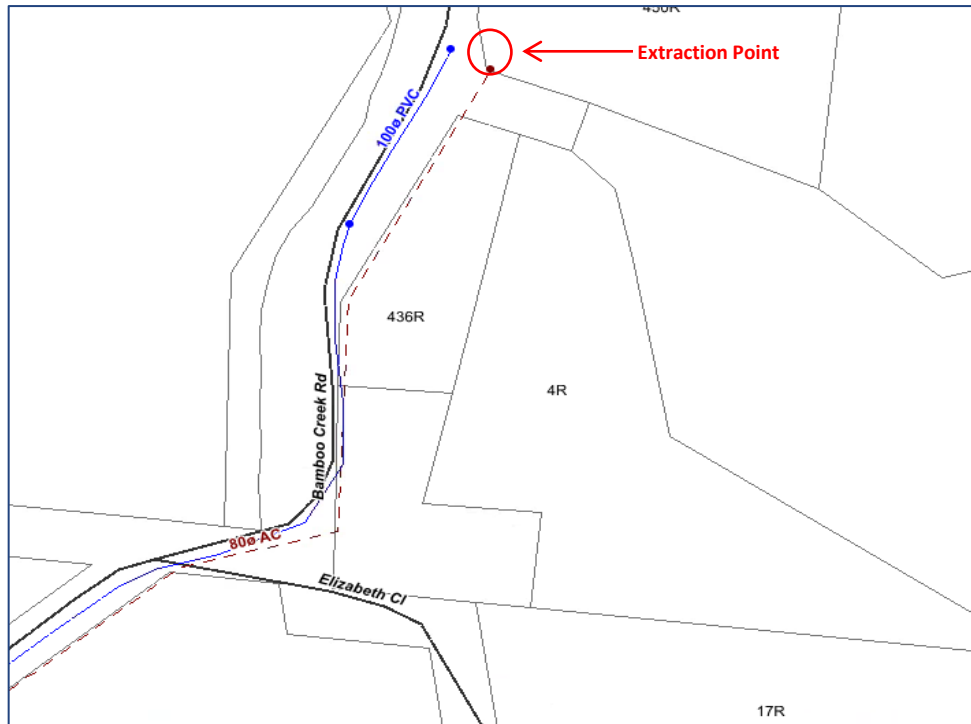 Extraction Point
100ø PVC
436R
4R
Bamboo Creek Rd
80ø AC
Elizabeth Cl
17R